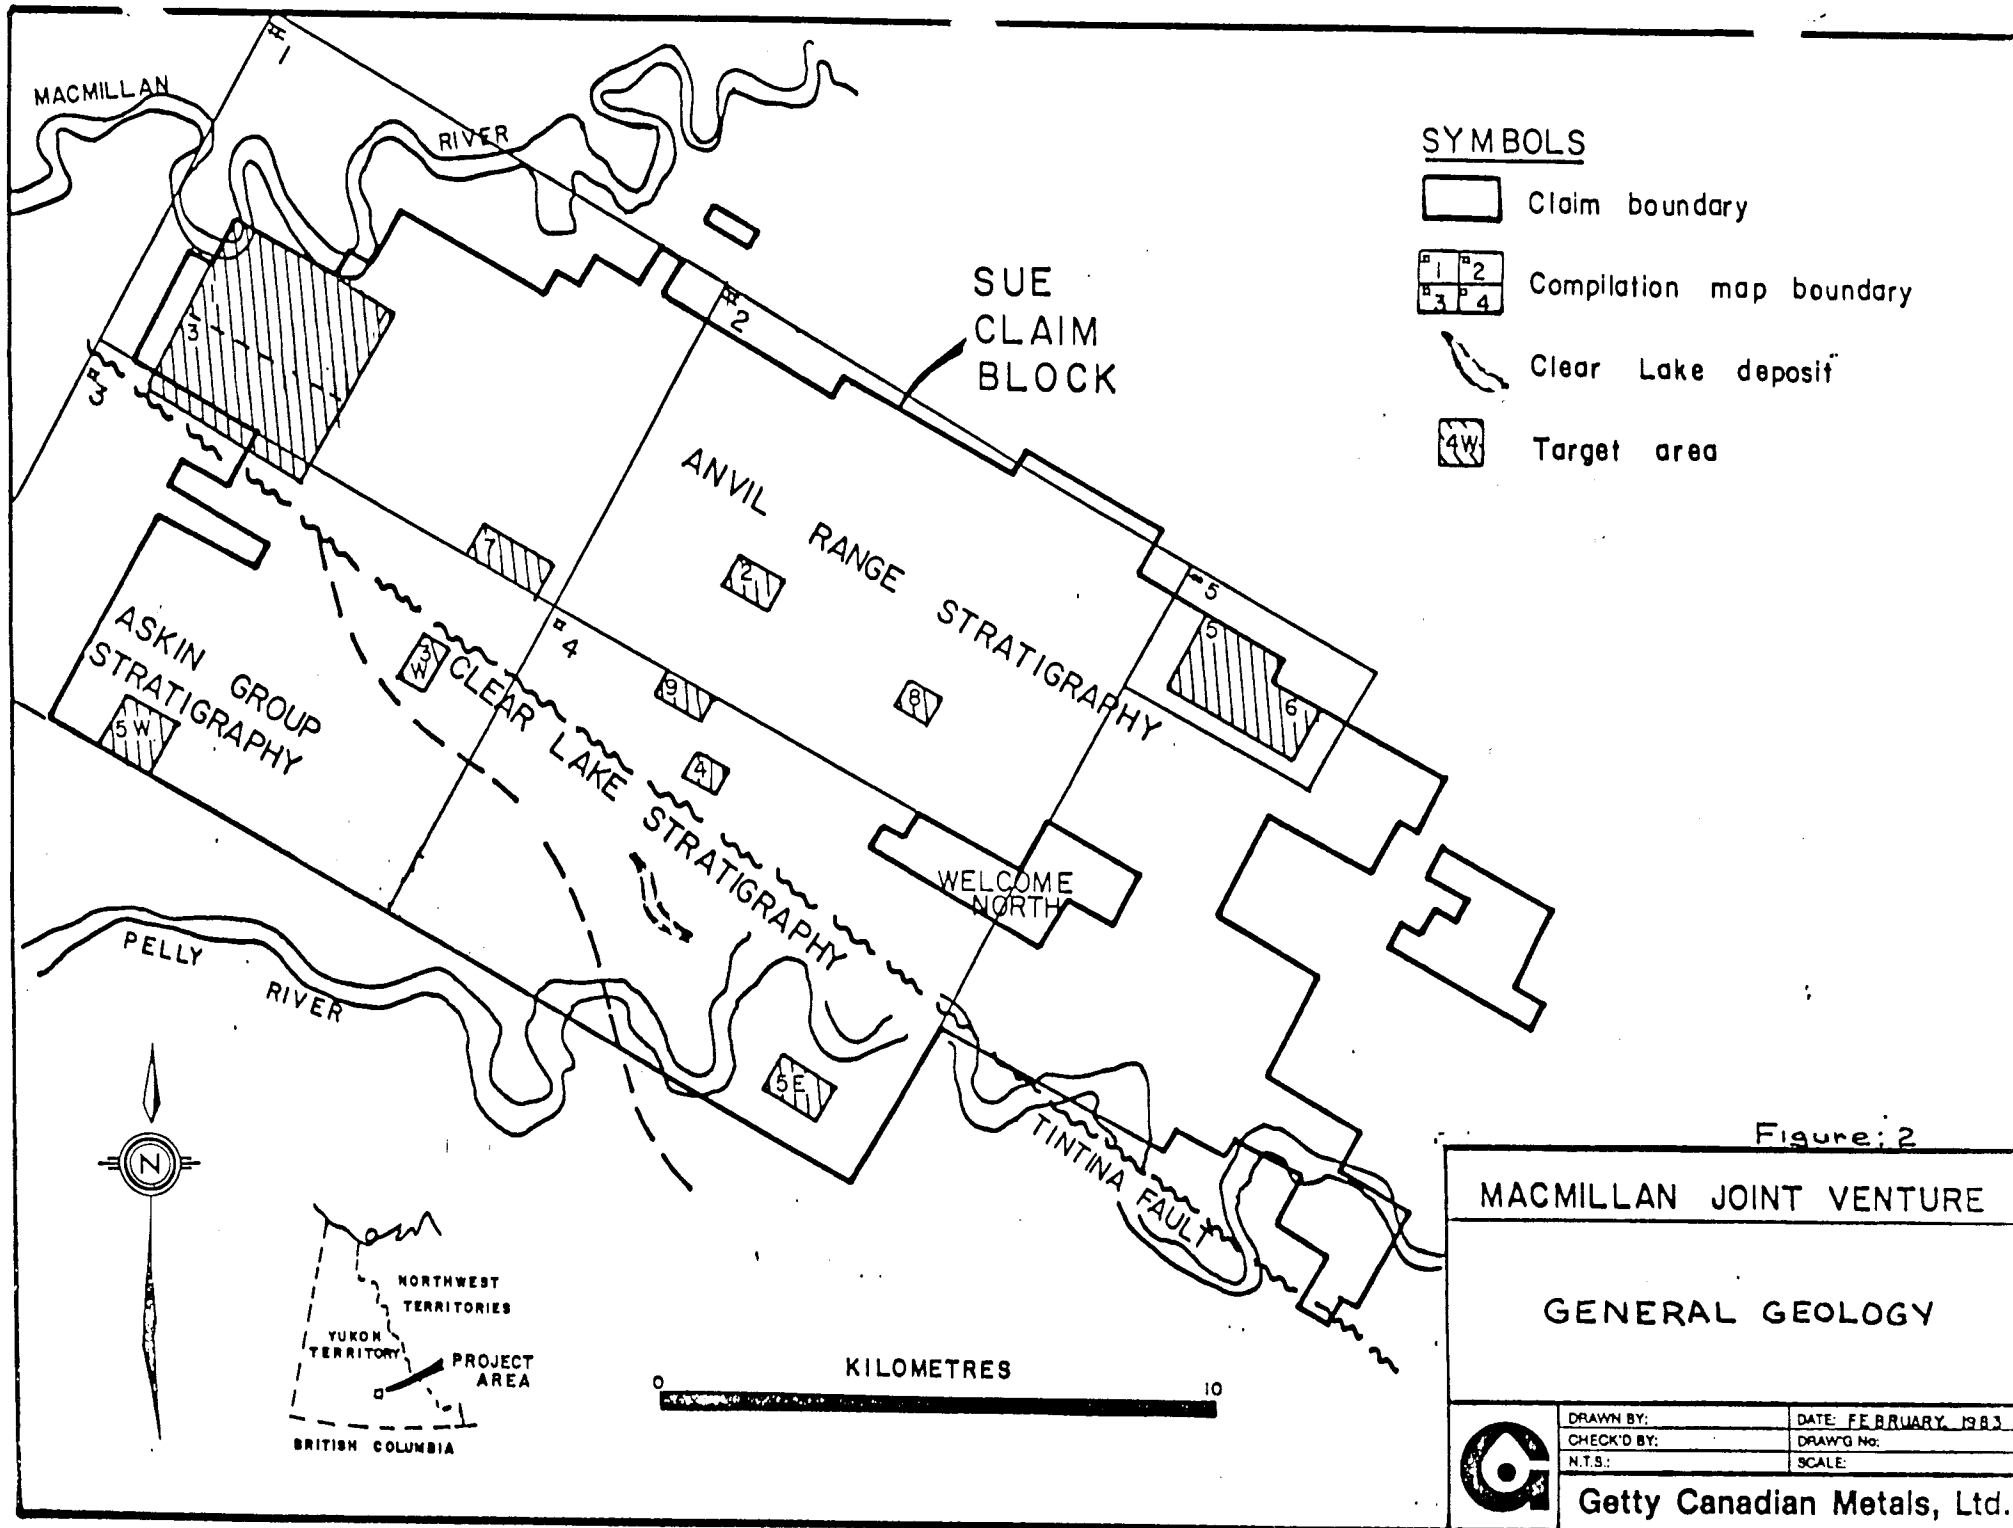 #1
MACMILLAN
RIVER
SYMBOLS
Claim boundary
1 2
3 4
Compilation map boundary
Clear Lake deposit
4W
Target area
SUE
CLAIM
BLOCK
#2
3
3
ANVIL RANGE STRATIGRAPHY
7
2
5
5
6
4
3
W
9
8
4
ASKIN GROUP
STRATIGRAPHY
5W
CLEAR LAKE STRATIGRAPHY
WELCOME
NORTH
PELLY
RIVER
5E
TINTINA FAULT
N
NORTHWEST
TERRITORIES
YUKON
TERRITORY
PROJECT
AREA
BRITISH COLUMBIA
KILOMETRES
0 10
Figure: 2
MACMILLAN JOINT VENTURE
GENERAL GEOLOGY
DRAWN BY:
DATE: FEBRUARY, 1983
CHECK'D BY:
DRAW'G No:
N.T.S.:
SCALE:
Getty Canadian Metals, Ltd.